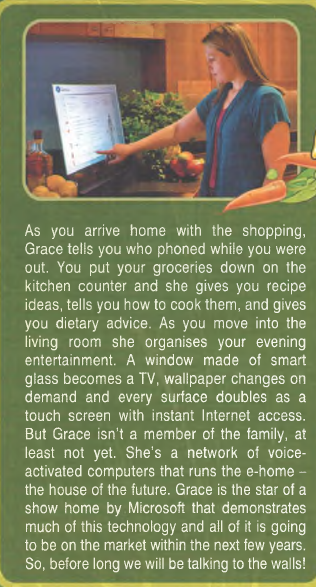 As you arrive home with the shopping,
Grace tells you who phoned while you were
out. You put your groceries down on the
kitchen counter and she gives you recipe
ideas, tells you how to cook them, and gives
you dietary advice. As you move into the
living room she organises your evening
entertainment. A window made of smart
glass becomes a TV, wallpaper changes on
demand and every surface doubles as a
touch screen with instant Internet access.
But Grace isn't a member of the family, at
least not yet. She's a network of voice-
activated computers that runs the e-home –
the house of the future. Grace is the star of a
show home by Microsoft that demonstrates
much of this technology and all of it is going
to be on the market within the next few years.
So, before long we will be talking to the walls!